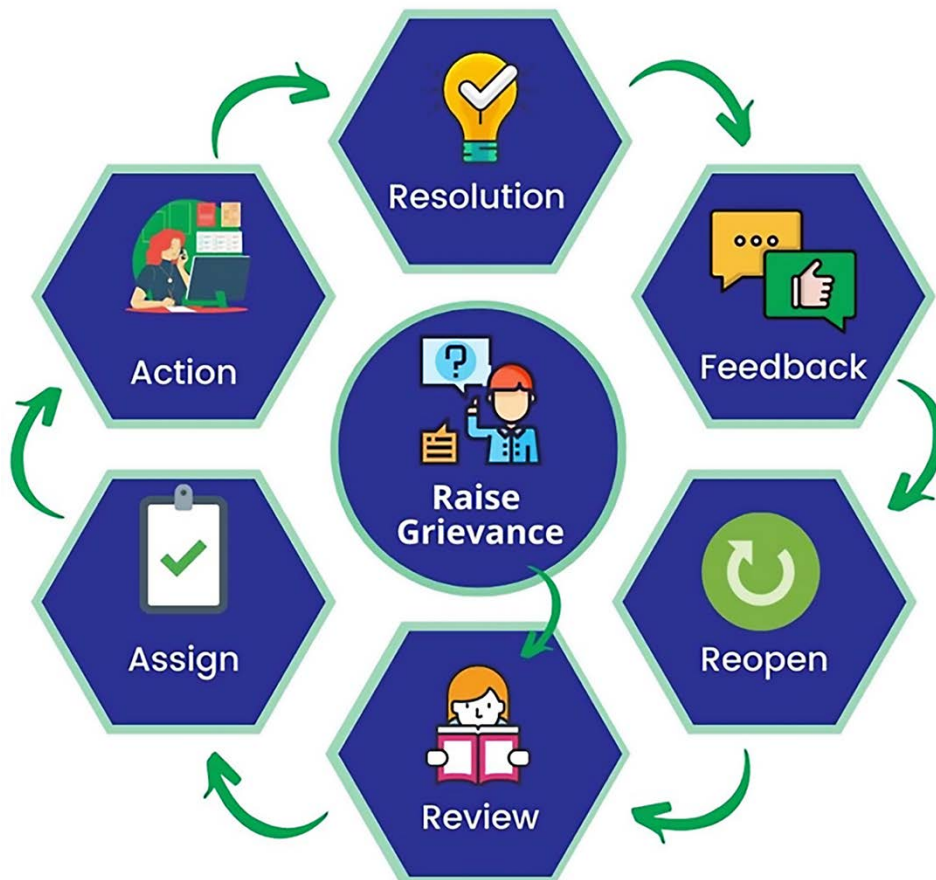 Resolution
Action
Feedback
Raise
Grievance
Assign
Reopen
Review